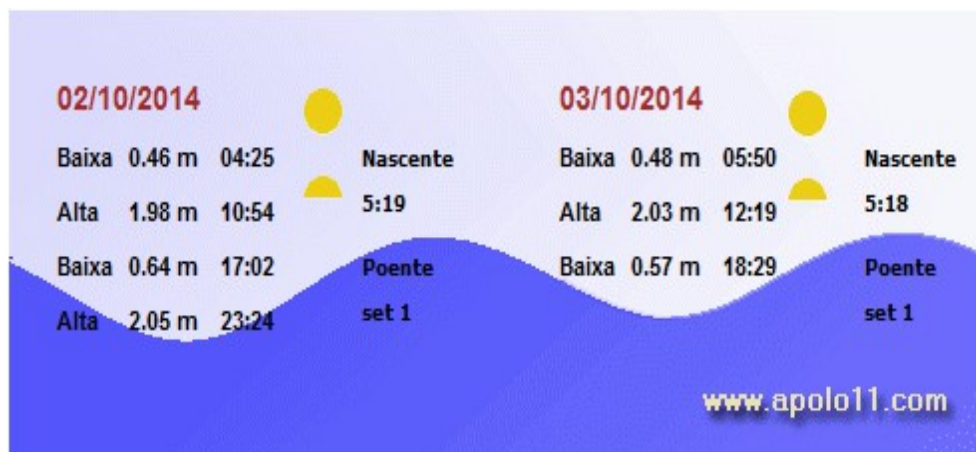 02/10/2014
Baixa 0.46 m 04:25
Alta 1.98 m 10:54
Baixa 0.64 m 17:02
Alta 2.05 m 23:24
Nascente
5:19
Poente
set 1
03/10/2014
Baixa 0.48 m 05:50
Alta 2.03 m 12:19
Baixa 0.57 m 18:29
Nascente
5:18
Poente
set 1
www.apolo11.com